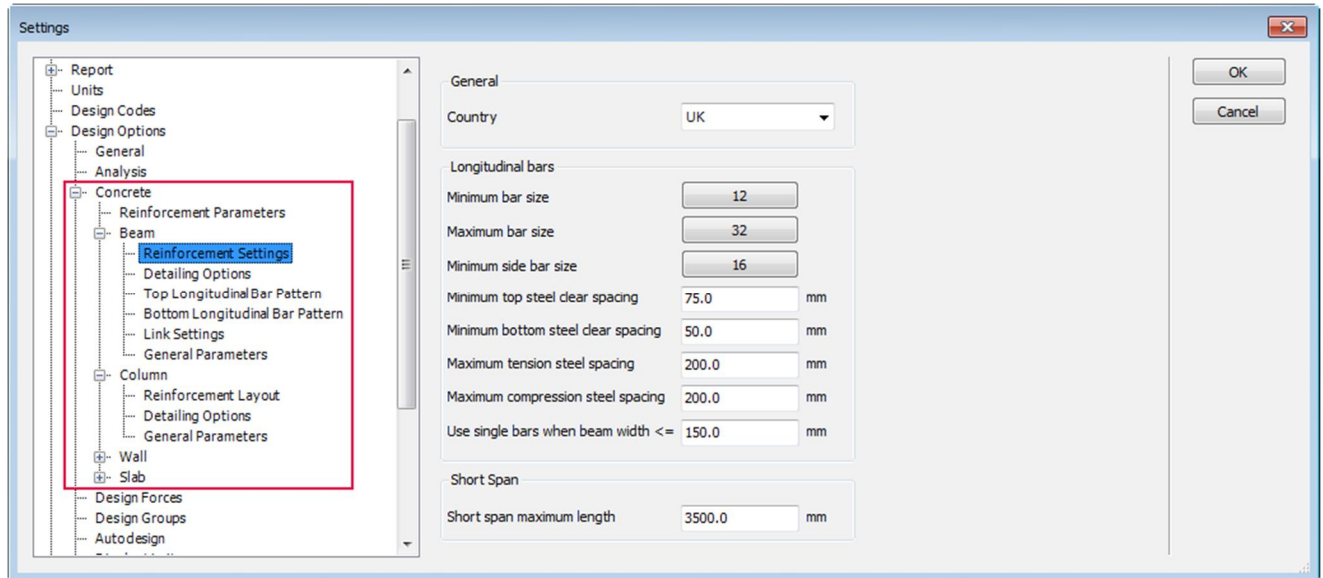 Settings
Report
Units
Design Codes
Design Options
General
Analysis
Concrete
Reinforcement Parameters
Beam
Reinforcement Settings
Detailing Options
Top Longitudinal Bar Pattern
Bottom Longitudinal Bar Pattern
Link Settings
General Parameters
Column
Reinforcement Layout
Detailing Options
General Parameters
Wall
Slab
Design Forces
Design Groups
Autodesign
General
Country UK
Longitudinal bars
Minimum bar size 12
Maximum bar size 32
Minimum side bar size 16
Minimum top steel clear spacing 75.0 mm
Minimum bottom steel clear spacing 50.0 mm
Maximum tension steel spacing 200.0 mm
Maximum compression steel spacing 200.0 mm
Use single bars when beam width <= 150.0 mm
Short Span
Short span maximum length 3500.0 mm
OK
Cancel